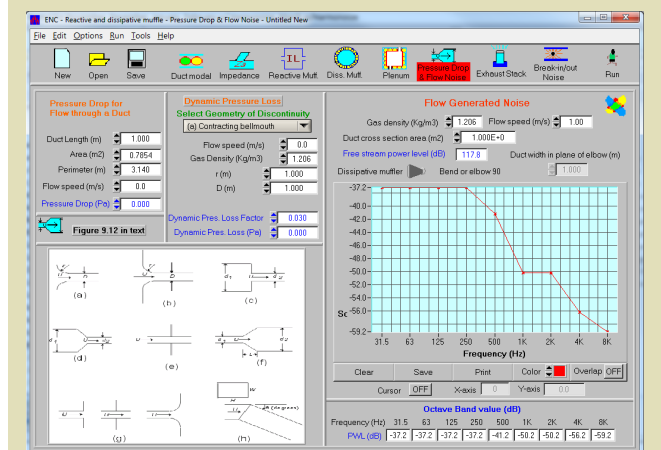 ENC - Reactive and dissipative muffle - Pressure Drop & Flow Noise - Untitled New
File Edit Options Run Tools Help
New Open Save Duct modal Impedance Reactive Muff. Diss. Muff. Plenum Pressure Drop & Flow Noise Exhaust Stack Break-in/out Noise Run
Pressure Drop for
Flow through a Duct
Duct Length (m) 1.000
Area (m2) 0.7854
Perimeter (m) 3.140
Flow speed (m/s) 0.0
Pressure Drop (Pa) 0.000
Figure 9.12 in text
Dynamic Pressure Loss
Select Geometry of Discontinuity
(a) Contracting bellmouth
Flow speed (m/s) 0.0
Gas Density (Kg/m3) 1.206
r (m) 1.000
D (m) 1.000
Dynamic Pres. Loss Factor 0.030
Dynamic Pres. Loss (Pa) 0.000
(a) (b) (c)
(d) (e) (f)
(g) (h)
Flow Generated Noise
Gas density (Kg/m3) 1.206 Flow speed (m/s) 1.00
Duct cross section area (m2) 1.000E+0
Free stream power level (dB) 117.8 Duct width in plane of elbow (m)
Dissipative muffler Bend or elbow 90 1.000
-37.2
-40.0
-42.0
-44.0
-46.0
-48.0
-50.0
-52.0
-54.0
-56.0
-59.2
31.5 63 125 250 500 1K 2K 4K 8K
Frequency (Hz)
Clear Save Print Color Overlap OFF
Cursor OFF X-axis 0 Y-axis 0.0
Octave Band value (dB)
Frequency (Hz) 31.5 63 125 250 500 1K 2K 4K 8K
PWL (dB) -37.2 -37.2 -37.2 -37.2 -41.2 -50.2 -50.2 -56.2 -59.2